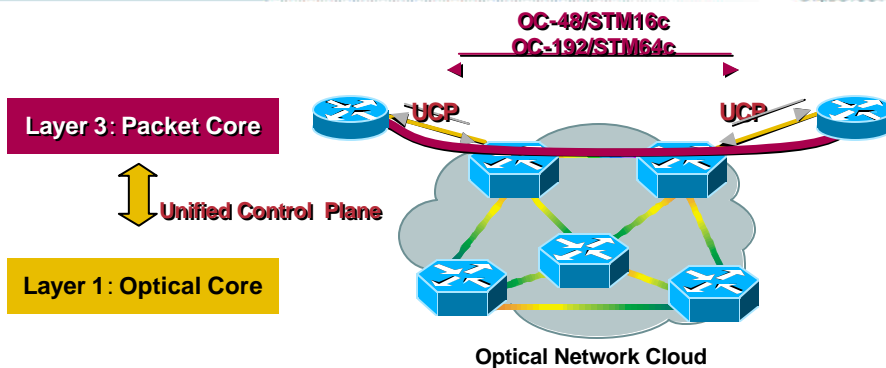 OC-48/STM16c
OC-192/STM64c
UCP
UCP
Layer 3: Packet Core
Unified Control Plane
Layer 1: Optical Core
Optical Network Cloud